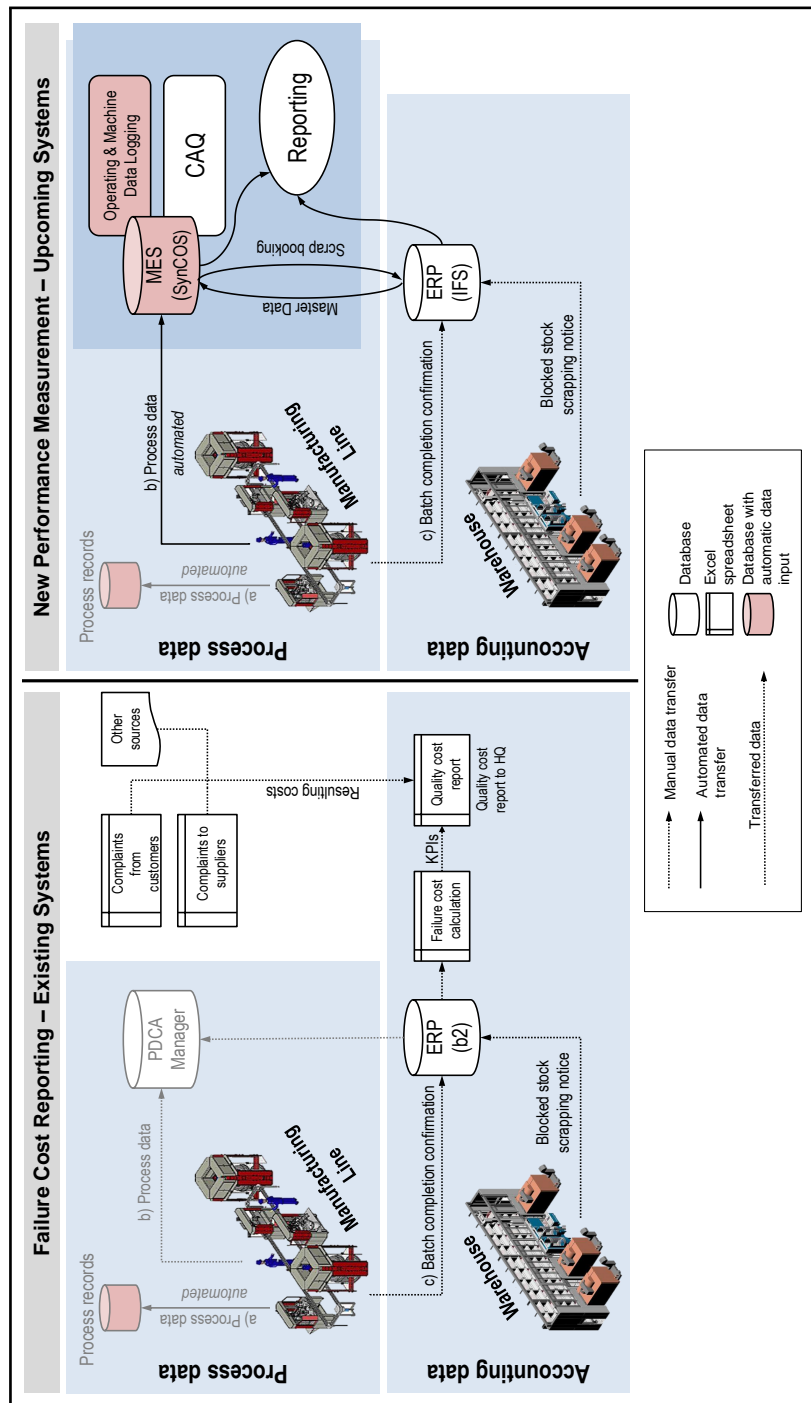 Failure Cost Reporting – Existing Systems
Process records
a) Process data
automated
b) Process data
PDCA
Manager
Manufacturing
Line
Process data
Complaints
from
customers
Complaints to
suppliers
Other
sources
Resulting costs
c) Batch completion confirmation
ERP
(b2)
Failure cost
calculation
KPIs
Quality cost
report
Quality cost
report to HQ
Warehouse
Blocked stock
scrapping notice
Accounting data
New Performance Measurement – Upcoming Systems
Process records
a) Process data
automated
b) Process data
automated
MES
(SynCOS)
Operating & Machine
Data Logging
CAQ
Reporting
Manufacturing
Line
Process data
Master Data
Scrap booking
c) Batch completion confirmation
ERP
(IFS)
Warehouse
Blocked stock
scrapping notice
Accounting data
Manual data transfer
Automated data
transfer
Transferred data
Database
Excel
spreadsheet
Database with
automatic data
input